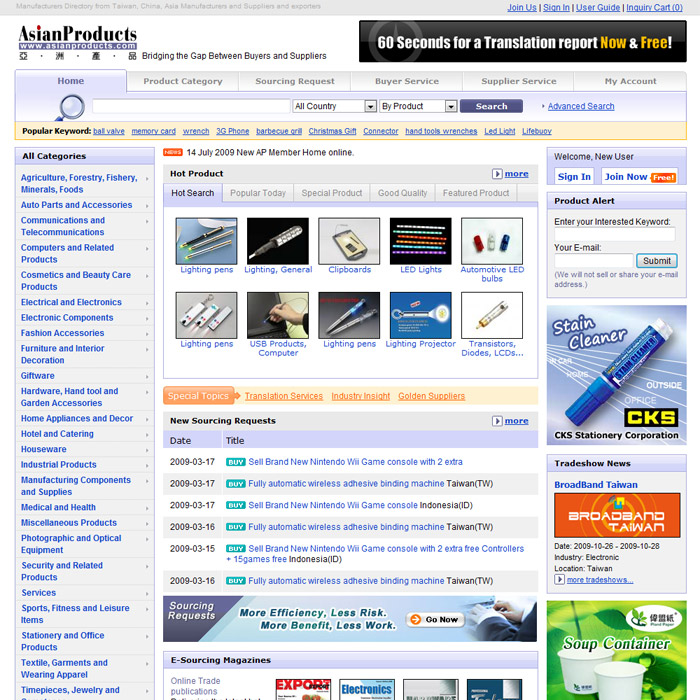 Manufacturers Directory from Taiwan, China, Asia Manufacturers and Suppliers and exporters
Join Us | Sign In | User Guide | Inquiry Cart (0)
AsianProducts
www.asianproducts.com
亞 • 洲 • 產 • 品
Bridging the Gap Between Buyers and Suppliers
60 Seconds for a Translation report Now & Free!
Home
Product Category
Sourcing Request
Buyer Service
Supplier Service
My Account
All Country
By Product
Search
Advanced Search
Popular Keyword: ball valve memory card wrench 3G Phone barbecue grill Christmas Gift Connector hand tools wrenches Led Light Lifebuoy
All Categories
Agriculture, Forestry, Fishery,
Minerals, Foods
Auto Parts and Accessories
Communications and
Telecommunications
Computers and Related
Products
Cosmetics and Beauty Care
Products
Electrical and Electronics
Electronic Components
Fashion Accessories
Furniture and Interior
Decoration
Giftware
Hardware, Hand tool and
Garden Accessories
Home Appliances and Decor
Hotel and Catering
Houseware
Industrial Products
Manufacturing Components
and Supplies
Medical and Health
Miscellaneous Products
Photographic and Optical
Equipment
Security and Related
Products
Services
Sports, Fitness and Leisure
Items
Stationery and Office
Products
Textile, Garments and
Wearing Apparel
Timepieces, Jewelry and
NEWS 14 July 2009 New AP Member Home online.
Hot Product
more
Hot Search
Popular Today
Special Product
Good Quality
Featured Product
Lighting pens
Lighting, General
Clipboards
LED Lights
Automotive LED
bulbs
Lighting pens
USB Products,
Computer
Lighting pens
Lighting Projector
Transistors,
Diodes, LCDs...
Special Topics
Translation Services
Industry Insight
Golden Suppliers
New Sourcing Requests
more
Date Title
2009-03-17 BUY Sell Brand New Nintendo Wii Game console with 2 extra
2009-03-17 BUY Fully automatic wireless adhesive binding machine Taiwan(TW)
2009-03-17 BUY Sell Brand New Nintendo Wii Game console Indonesia(ID)
2009-03-16 BUY Fully automatic wireless adhesive binding machine Taiwan(TW)
2009-03-15 BUY Sell Brand New Nintendo Wii Game console with 2 extra free Controllers
+ 15games free Indonesia(ID)
2009-03-16 BUY Fully automatic wireless adhesive binding machine Taiwan(TW)
Sourcing
Requests
More Efficiency, Less Risk.
More Benefit, Less Work.
Go Now
E-Sourcing Magazines
Online Trade
publications
EXPORT
Electronics
Welcome, New User
Sign In
Join Now Free!
Product Alert
Enter your Interested Keyword:
Your E-mail:
Submit
(We will not sell or share your e-mail
address.)
Stain
Cleaner
IN CAR
HOME
OUTSIDE
OFFICE
STAIN CLEANER
CKS
CKS Stationery Corporation
Tradeshow News
BroadBand Taiwan
BROADBAND
TAIWAN
Date: 2009-10-26 - 2009-10-28
Industry: Electronic
Location: Taiwan
more tradeshows...
偉盟紙
Soup Container